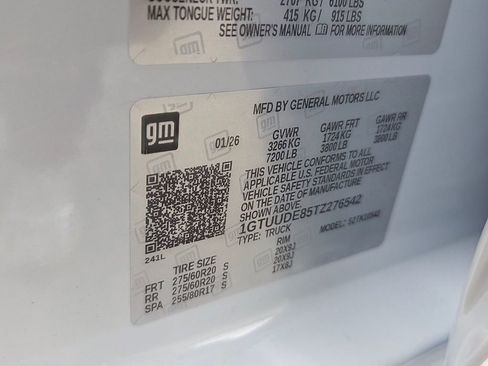 2767 KG / 6100 LBS
MAX TONGUE WEIGHT: 415 KG / 915 LBS
SEE OWNER'S MANUAL FOR MORE INFORMATION
MFD BY GENERAL MOTORS LLC
gm
01/26
GVWR GAWR FRT GAWR RR
3266 KG 1724 KG 1724 KG
7200 LB 3800 LB 3800 LB
THIS VEHICLE CONFORMS TO ALL
APPLICABLE U.S. FEDERAL MOTOR
VEHICLE SAFETY STANDARDS IN EFFECT
ON THE DATE OF MANUFACTURE
SHOWN ABOVE.
1GTUUDE85TZ276542
TYPE: TRUCK
241L
TIRE SIZE RIM
FRT 275/60R20 S 20X9J
RR 275/60R20 S 20X9J
SPA 255/80R17 S 17X8J